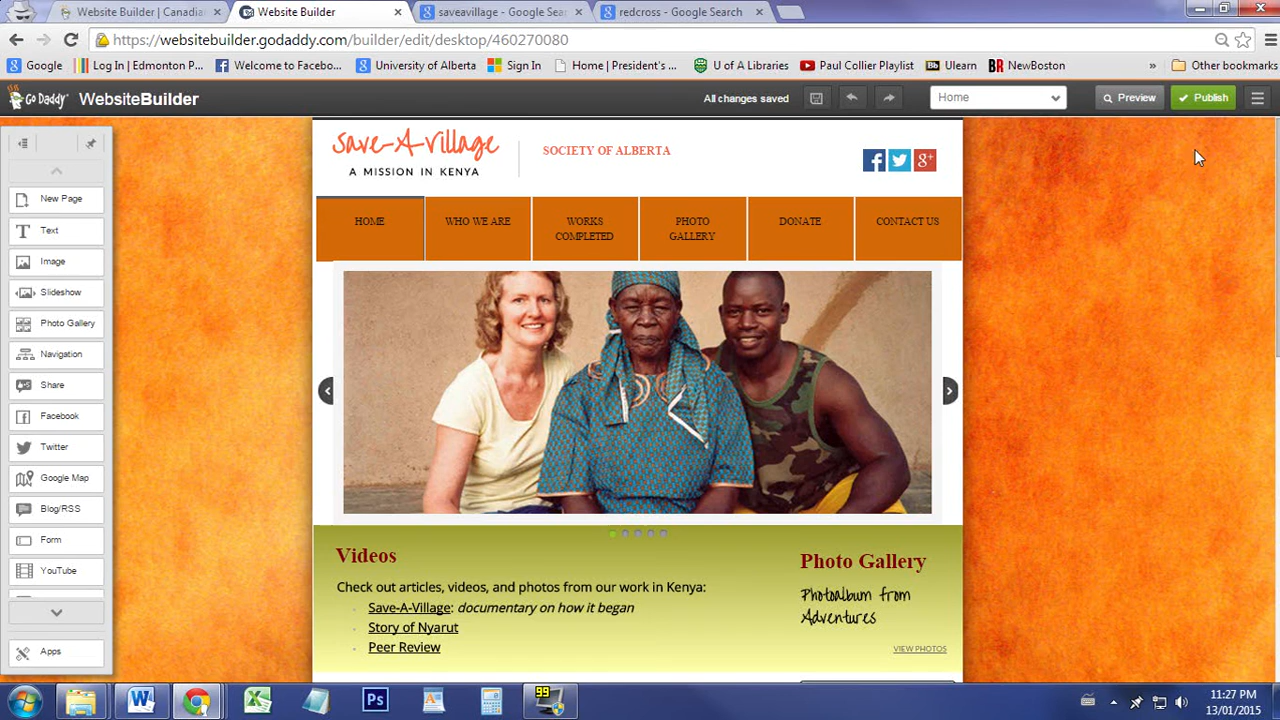 Website Builder | Canadia
Website Builder
saveavillage - Google Sear
redcross - Google Search
https://websitebuilder.godaddy.com/builder/edit/desktop/460270080
Google
Log In | Edmonton P...
Welcome to Facebo...
University of Alberta
Sign In
Home | President's ...
U of A Libraries
Paul Collier Playlist
Bb Ulearn
BR NewBoston
»
Other bookmarks
Go Daddy WebsiteBuilder
All changes saved
Home
Preview
Publish
New Page
Text
Image
Slideshow
Photo Gallery
Navigation
Share
Facebook
Twitter
Google Map
Blog/RSS
Form
YouTube
Apps
Save-A-Village
A MISSION IN KENYA
SOCIETY OF ALBERTA
HOME
WHO WE ARE
WORKS
COMPLETED
PHOTO
GALLERY
DONATE
CONTACT US
Videos
Check out articles, videos, and photos from our work in Kenya:
Save-A-Village: documentary on how it began
Story of Nyarut
Peer Review
Photo Gallery
Photoalbum from
Adventures
VIEW PHOTOS
99
11:27 PM
13/01/2015